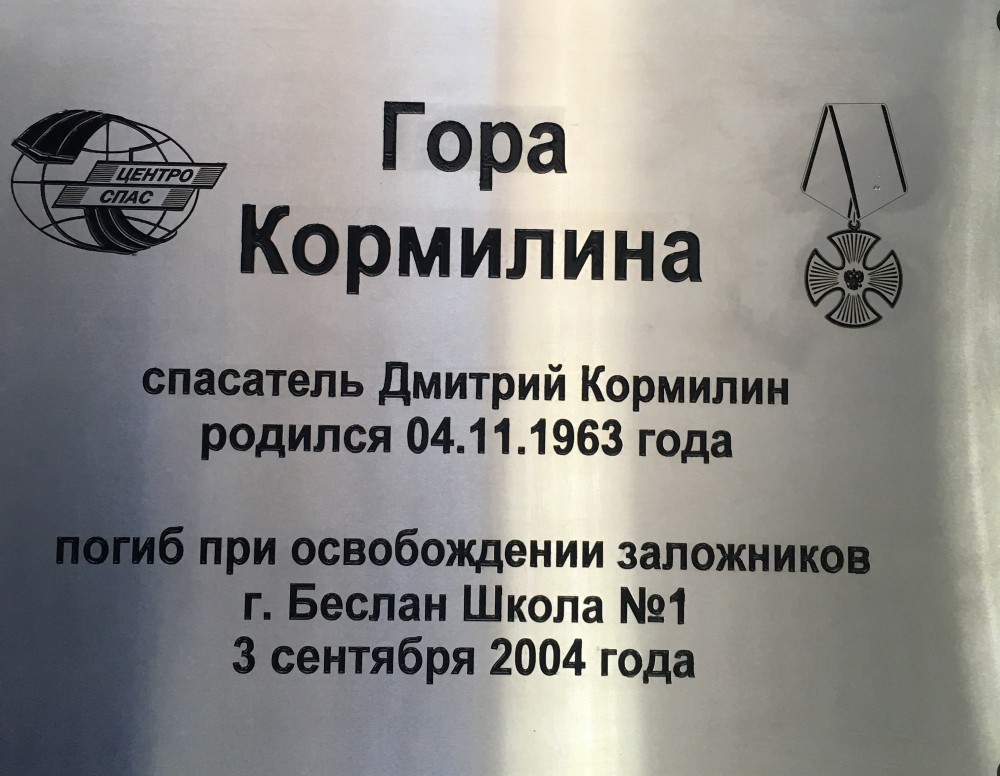 Гора
Кормилина
ЦЕНТРО
СПАС
спасатель Дмитрий Кормилин
родился 04.11.1963 года
погиб при освобождении заложников
г. Беслан Школа №1
3 сентября 2004 года